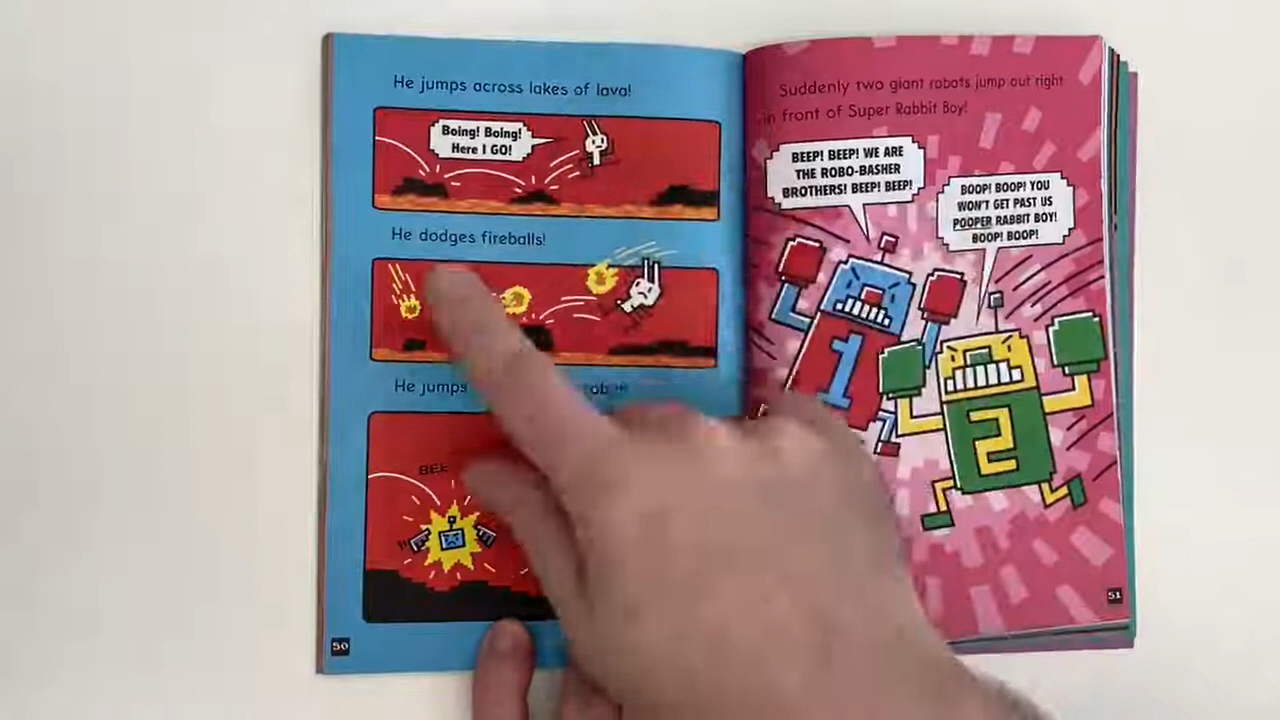 He jumps across lakes of lava!
Boing! Boing!
Here I GO!
He dodges fireballs!
He jumps
50
Suddenly two giant robots jump out right
in front of Super Rabbit Boy!
BEEP! BEEP! WE ARE
THE ROBO-BASHER
BROTHERS! BEEP! BEEP!
BOOP! BOOP! YOU
WON'T GET PAST US
POOPER RABBIT BOY!
BOOP! BOOP!
1
2
51